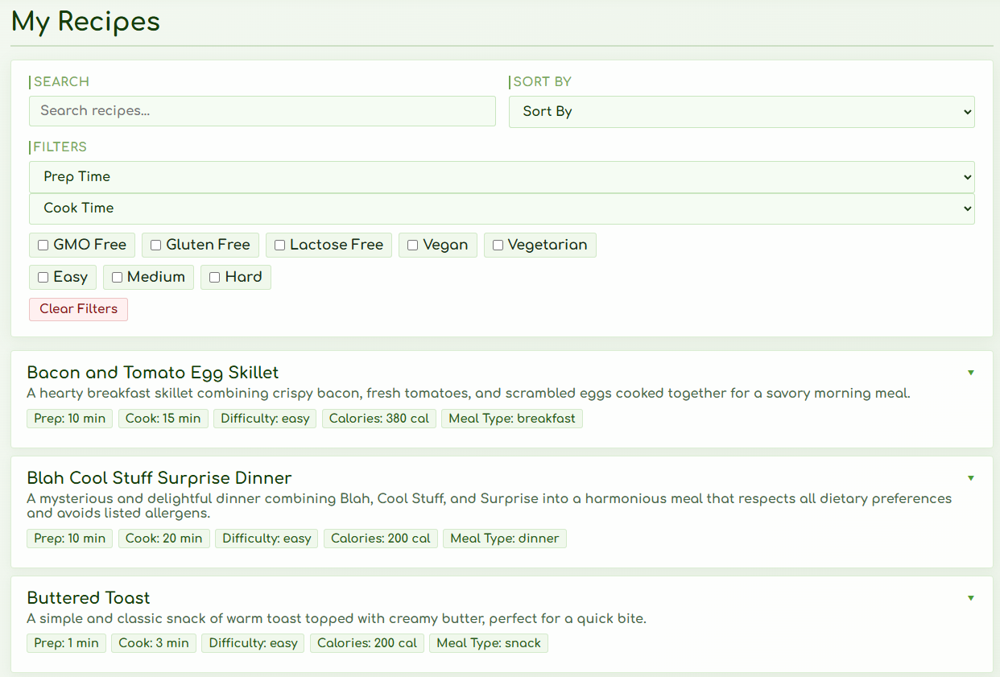 My Recipes
SEARCH
SORT BY
Search recipes...
Sort By
FILTERS
Prep Time
Cook Time
GMO Free Gluten Free Lactose Free Vegan Vegetarian
Easy Medium Hard
Clear Filters
Bacon and Tomato Egg Skillet
A hearty breakfast skillet combining crispy bacon, fresh tomatoes, and scrambled eggs cooked together for a savory morning meal.
Prep: 10 min Cook: 15 min Difficulty: easy Calories: 380 cal Meal Type: breakfast
Blah Cool Stuff Surprise Dinner
A mysterious and delightful dinner combining Blah, Cool Stuff, and Surprise into a harmonious meal that respects all dietary preferences
and avoids listed allergens.
Prep: 10 min Cook: 20 min Difficulty: easy Calories: 200 cal Meal Type: dinner
Buttered Toast
A simple and classic snack of warm toast topped with creamy butter, perfect for a quick bite.
Prep: 1 min Cook: 3 min Difficulty: easy Calories: 200 cal Meal Type: snack